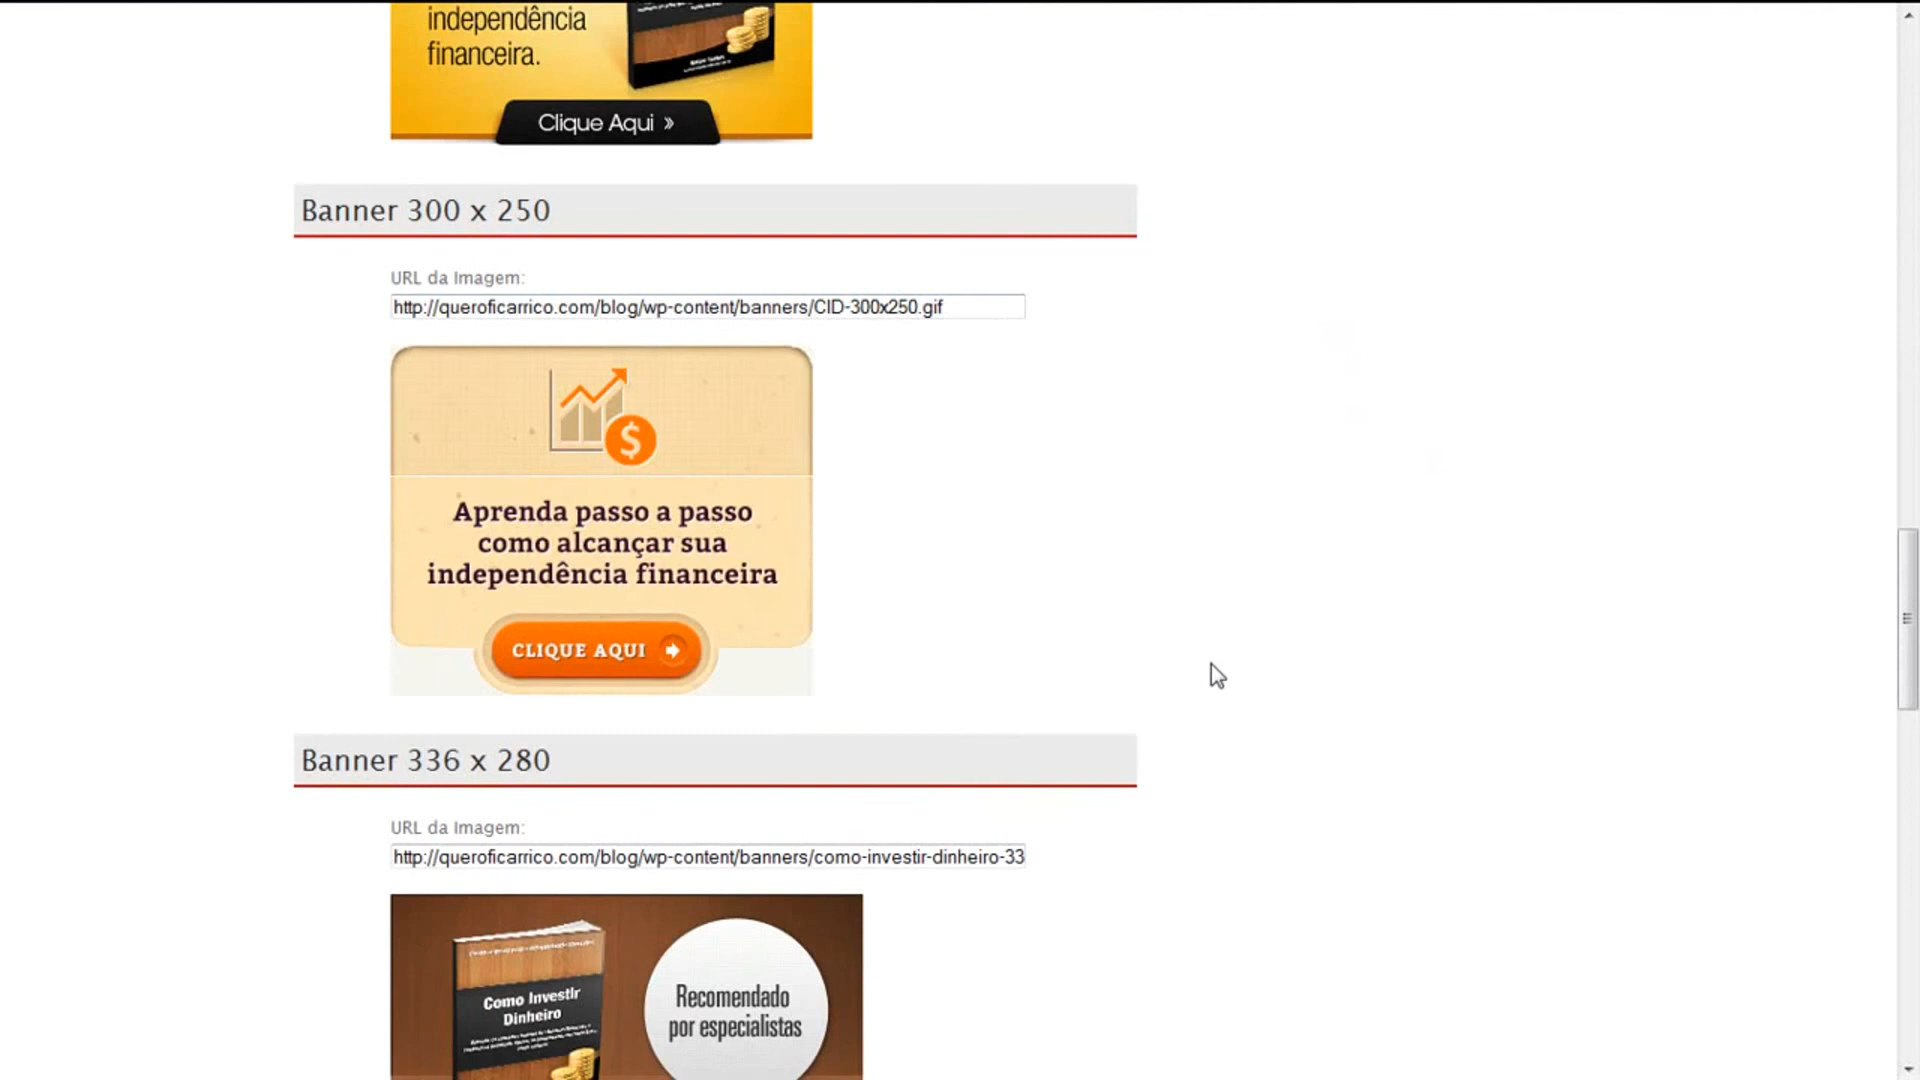 independência
financeira.
Clique Aqui »
Banner 300 x 250
URL da Imagem:
http://queroficarrico.com/blog/wp-content/banners/CID-300x250.gif
$
Aprenda passo a passo
como alcançar sua
independência financeira
CLIQUE AQUI
Banner 336 x 280
URL da Imagem:
http://queroficarrico.com/blog/wp-content/banners/como-investir-dinheiro-33
Como Investir
Dinheiro
Recomendado
por especialistas